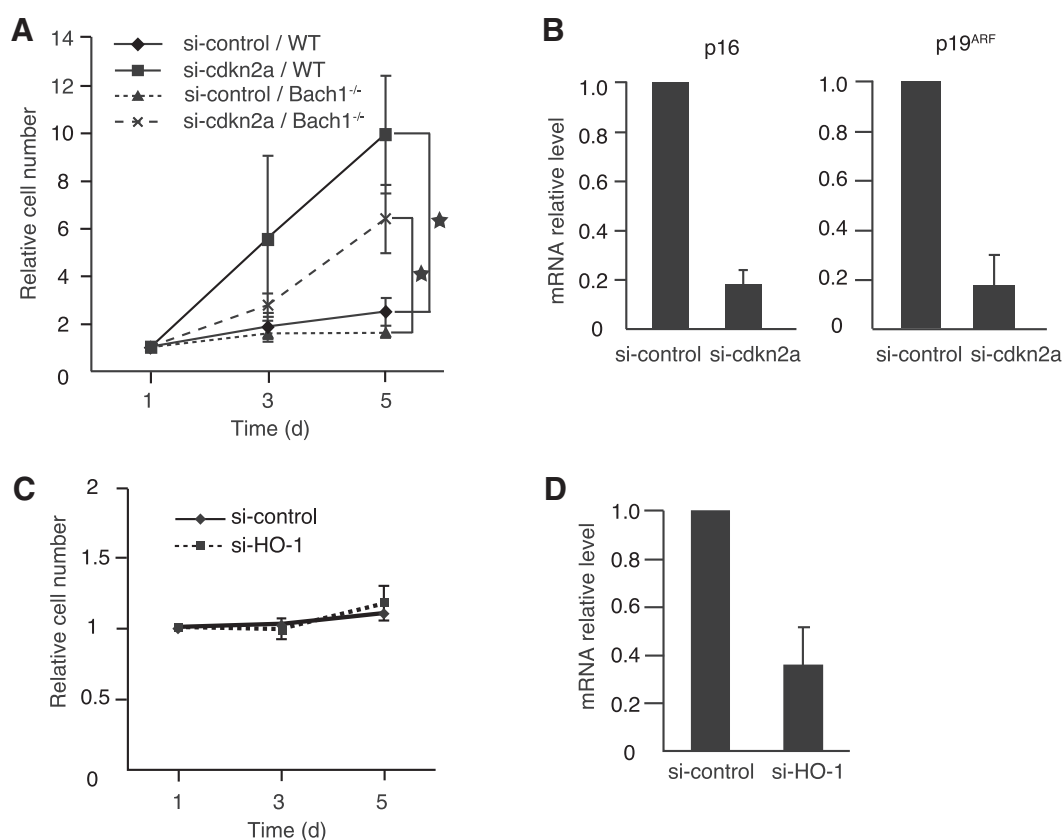 A
14
12
10
8
6
4
2
0
1
3
5
Relative cell number
Time (d)
si-control / WT
si-cdkn2a / WT
si-control / Bach1-/-
si-cdkn2a / Bach1-/-
B
p16
mRNA relative level
1.0
0.8
0.6
0.4
0.2
0
si-control si-cdkn2a
p19ARF
1.0
0.8
0.6
0.4
0.2
0
si-control si-cdkn2a
C
2
1.5
1
0.5
0
1
3
5
Relative cell number
Time (d)
si-control
si-HO-1
D
mRNA relative level
1.0
0.8
0.6
0.4
0.2
0
si-control si-HO-1